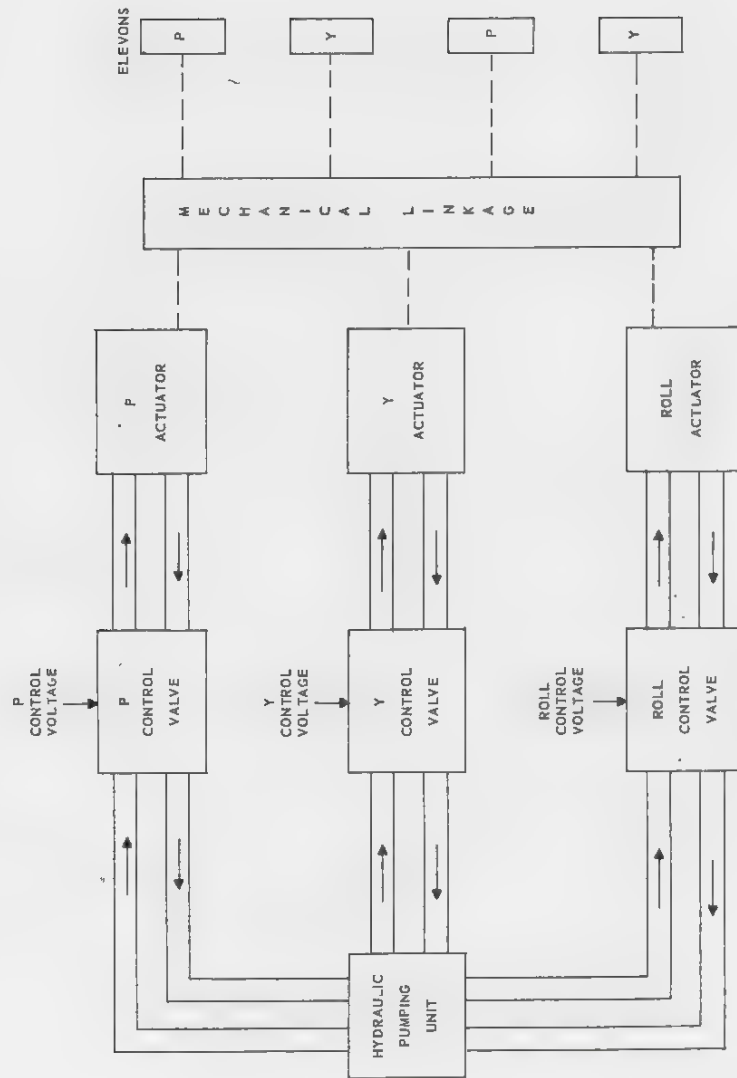 ELEVONS
P
Y
P
Y
MECHANICAL LINKAGE
P
ACTUATOR
Y
ACTUATOR
ROLL
ACTUATOR
P
CONTROL
VOLTAGE
P
CONTROL
VALVE
Y
CONTROL
VOLTAGE
Y
CONTROL
VALVE
ROLL
CONTROL
VOLTAGE
ROLL
CONTROL
VALVE
HYDRAULIC
PUMPING
UNIT